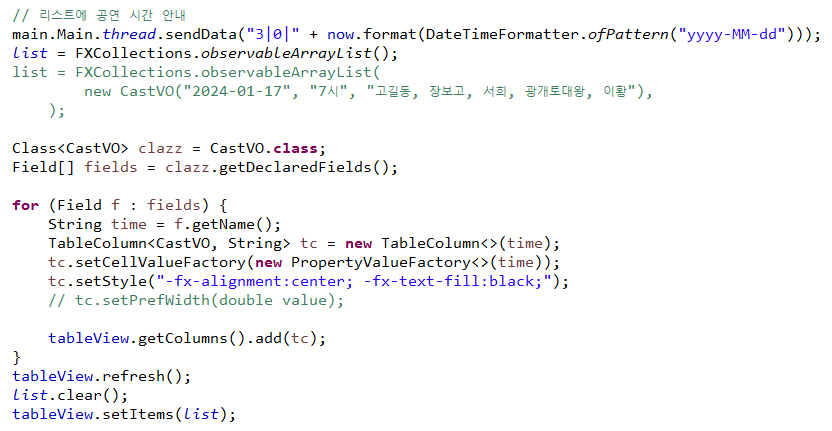 // 리스트에 공연 시간 안내
main.Main.thread.sendData("3|0|" + now.format(DateTimeFormatter.ofPattern("yyyy-MM-dd")));
list = FXCollections.observableArrayList();
list = FXCollections.observableArrayList(
        new CastVO("2024-01-17", "7시", "고길동, 장보고, 서희, 광개토대왕, 이황"),
    );

Class<CastVO> clazz = CastVO.class;
Field[] fields = clazz.getDeclaredFields();

for (Field f : fields) {
    String time = f.getName();
    TableColumn<CastVO, String> tc = new TableColumn<>(time);
    tc.setCellValueFactory(new PropertyValueFactory<>(time));
    tc.setStyle("-fx-alignment:center; -fx-text-fill:black;");
    // tc.setPrefWidth(double value);

    tableView.getColumns().add(tc);
}
tableView.refresh();
list.clear();
tableView.setItems(list);